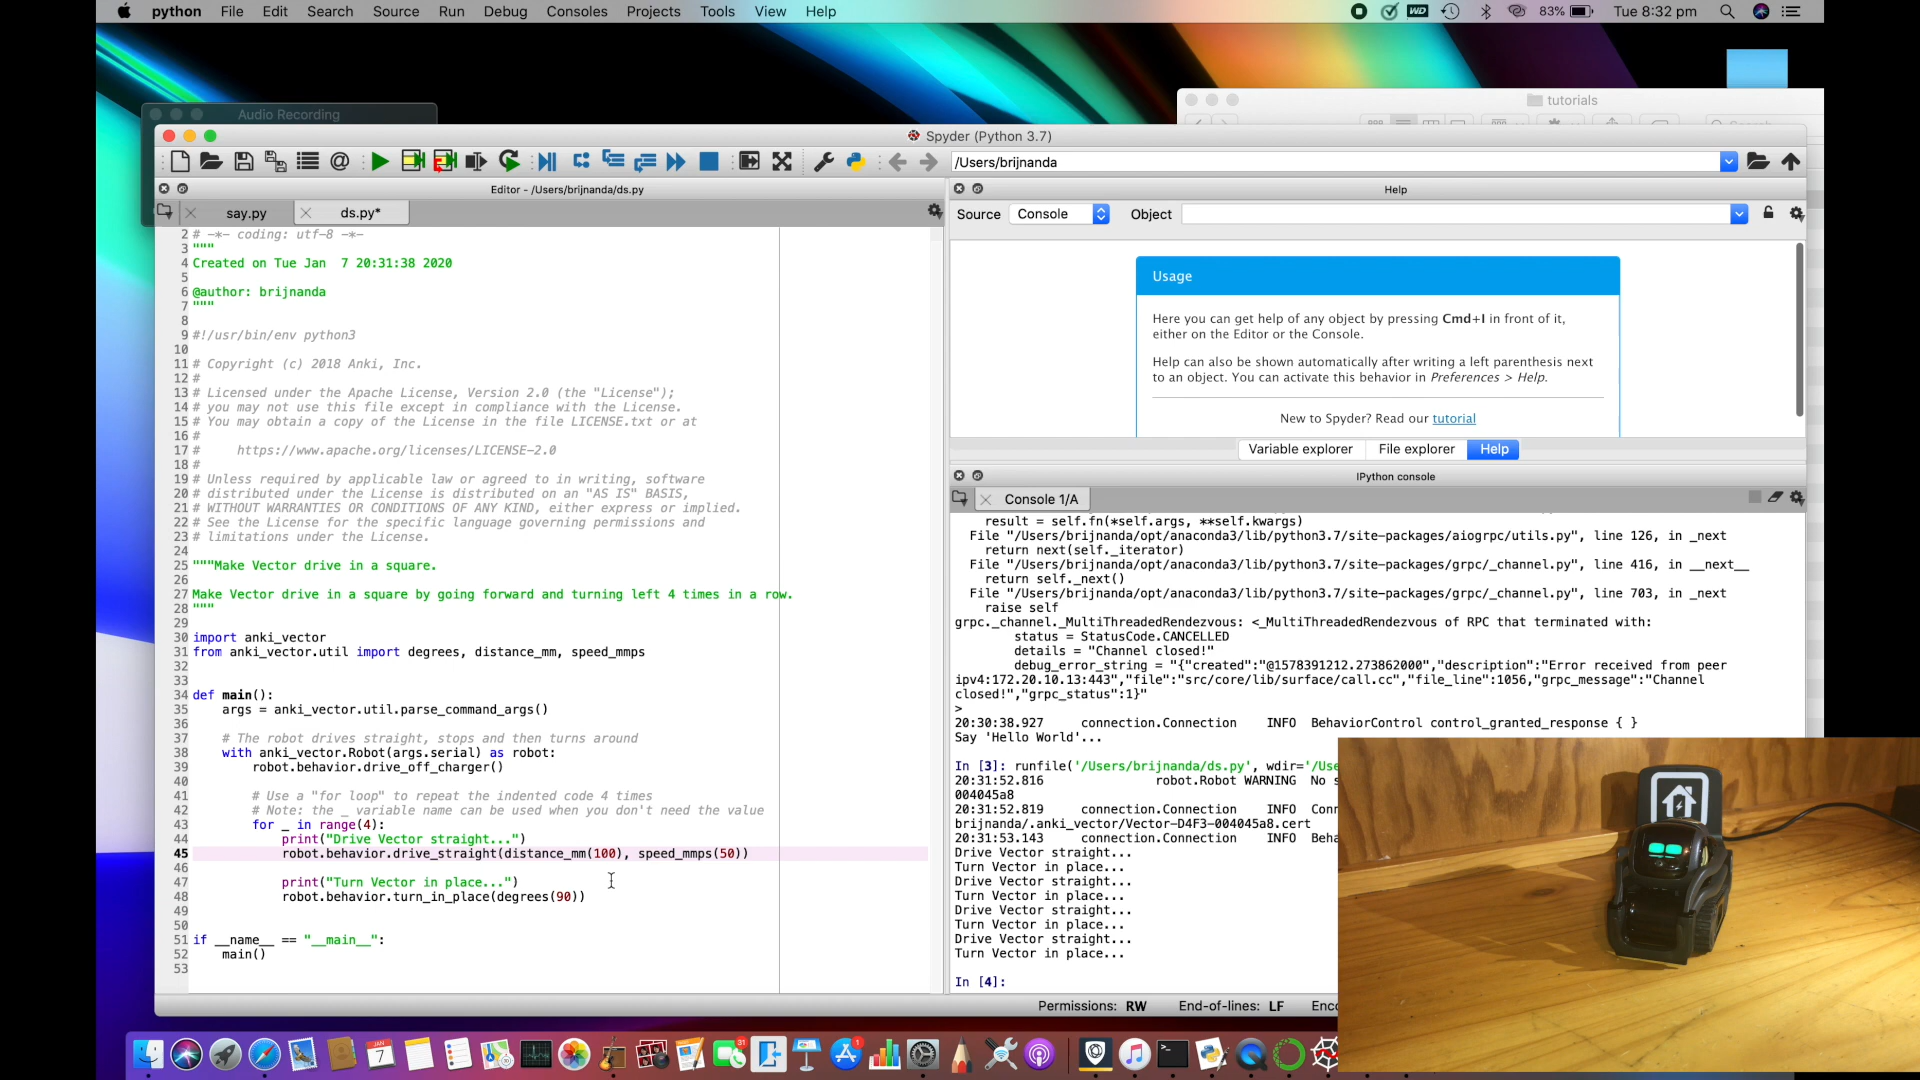 python File Edit Search Source Run Debug Consoles Projects Tools View Help
WD 83% Tue 8:32 pm
Audio Recording
tutorials
Spyder (Python 3.7)
/Users/brijnanda
Editor - /Users/brijnanda/ds.py
say.py ds.py*
2 # -*- coding: utf-8 -*-
3 """
4 Created on Tue Jan  7 20:31:38 2020
5
6 @author: brijnanda
7 """
8
9 #!/usr/bin/env python3
10
11 # Copyright (c) 2018 Anki, Inc.
12 #
13 # Licensed under the Apache License, Version 2.0 (the "License");
14 # you may not use this file except in compliance with the License.
15 # You may obtain a copy of the License in the file LICENSE.txt or at
16 #
17 #     https://www.apache.org/licenses/LICENSE-2.0
18 #
19 # Unless required by applicable law or agreed to in writing, software
20 # distributed under the License is distributed on an "AS IS" BASIS,
21 # WITHOUT WARRANTIES OR CONDITIONS OF ANY KIND, either express or implied.
22 # See the License for the specific language governing permissions and
23 # limitations under the License.
24
25 """Make Vector drive in a square.
26
27 Make Vector drive in a square by going forward and turning left 4 times in a row.
28 """
29
30 import anki_vector
31 from anki_vector.util import degrees, distance_mm, speed_mmps
32
33
34 def main():
35     args = anki_vector.util.parse_command_args()
36
37     # The robot drives straight, stops and then turns around
38     with anki_vector.Robot(args.serial) as robot:
39         robot.behavior.drive_off_charger()
40
41         # Use a "for loop" to repeat the indented code 4 times
42         # Note: the _ variable name can be used when you don't need the value
43         for _ in range(4):
44             print("Drive Vector straight...")
45             robot.behavior.drive_straight(distance_mm(100), speed_mmps(50))
46
47             print("Turn Vector in place...")
48             robot.behavior.turn_in_place(degrees(90))
49
50
51 if __name__ == "__main__":
52     main()
53
Help
Source Console Object
Usage
Here you can get help of any object by pressing Cmd+I in front of it,
either on the Editor or the Console.
Help can also be shown automatically after writing a left parenthesis next
to an object. You can activate this behavior in Preferences > Help.
New to Spyder? Read our tutorial
Variable explorer File explorer Help
IPython console
Console 1/A
result = self.fn(*self.args, **self.kwargs)
File "/Users/brijnanda/opt/anaconda3/lib/python3.7/site-packages/aiogrpc/utils.py", line 126, in _next
return next(self._iterator)
File "/Users/brijnanda/opt/anaconda3/lib/python3.7/site-packages/grpc/_channel.py", line 416, in __next__
return self._next()
File "/Users/brijnanda/opt/anaconda3/lib/python3.7/site-packages/grpc/_channel.py", line 703, in _next
raise self
grpc._channel._MultiThreadedRendezvous: <_MultiThreadedRendezvous of RPC that terminated with:
status = StatusCode.CANCELLED
details = "Channel closed!"
debug_error_string = "{"created":"@1578391212.273862000","description":"Error received from peer
ipv4:172.20.10.13:443","file":"src/core/lib/surface/call.cc","file_line":1056,"grpc_message":"Channel
closed!","grpc_status":1}"
>
20:30:38.927 connection.Connection INFO BehaviorControl control_granted_response { }
Say 'Hello World'...
In [3]: runfile('/Users/brijnanda/ds.py', wdir='/Use
20:31:52.816 robot.Robot WARNING No s
004045a8
20:31:52.819 connection.Connection INFO Conn
brijnanda/.anki_vector/Vector-D4F3-004045a8.cert
20:31:53.143 connection.Connection INFO Beha
Drive Vector straight...
Turn Vector in place...
Drive Vector straight...
Turn Vector in place...
Drive Vector straight...
Turn Vector in place...
Drive Vector straight...
Turn Vector in place...
In [4]:
Permissions: RW End-of-lines: LF Enco
JAN
7
31
1